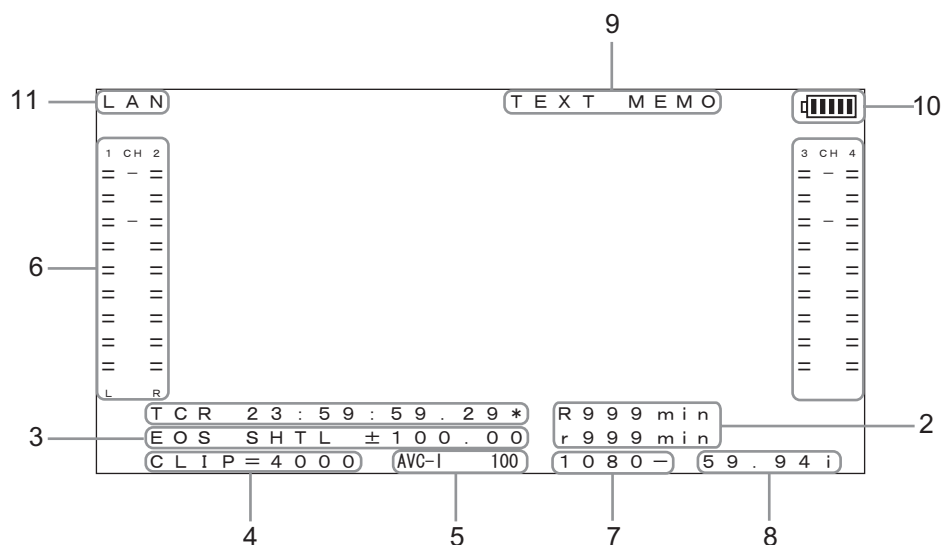 9
11
LAN
TEXT MEMO
10
1 CH 2
3 CH 4
6
L R
TCR 23:59:59.29*
R999min
3
EOS SHTL ±100.00
r999min
2
CLIP=4000
AVC-I 100
1080-
59.94i
4
5
7
8